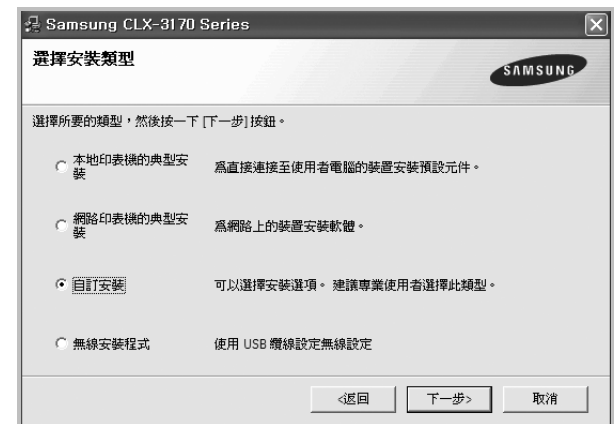 Samsung CLX-3170 Series
選擇安裝類型
SAMSUNG
選擇所要的類型，然後按一下 [下一步] 按鈕。
本地印表機的典型安
裝
爲直接連接至使用者電腦的裝置安裝預設元件。
網路印表機的典型安
裝
爲網路上的裝置安裝軟體。
自訂安裝
可以選擇安裝選項。 建議專業使用者選擇此類型。
無線安裝程式
使用 USB 纜線設定無線設定
<返回
下一步>
取消